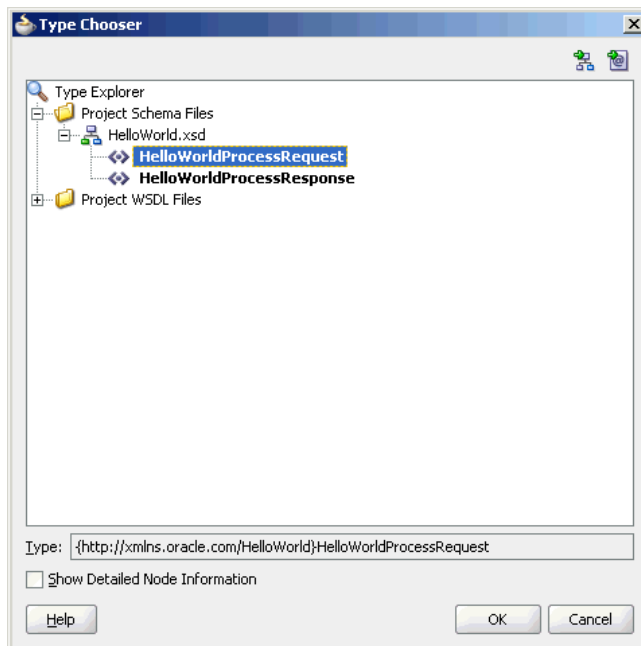 Type Chooser
Type Explorer
Project Schema Files
HelloWorld.xsd
HelloWorldProcessRequest
HelloWorldProcessResponse
Project WSDL Files
Type: {http://xmlns.oracle.com/HelloWorld}HelloWorldProcessRequest
Show Detailed Node Information
Help OK Cancel